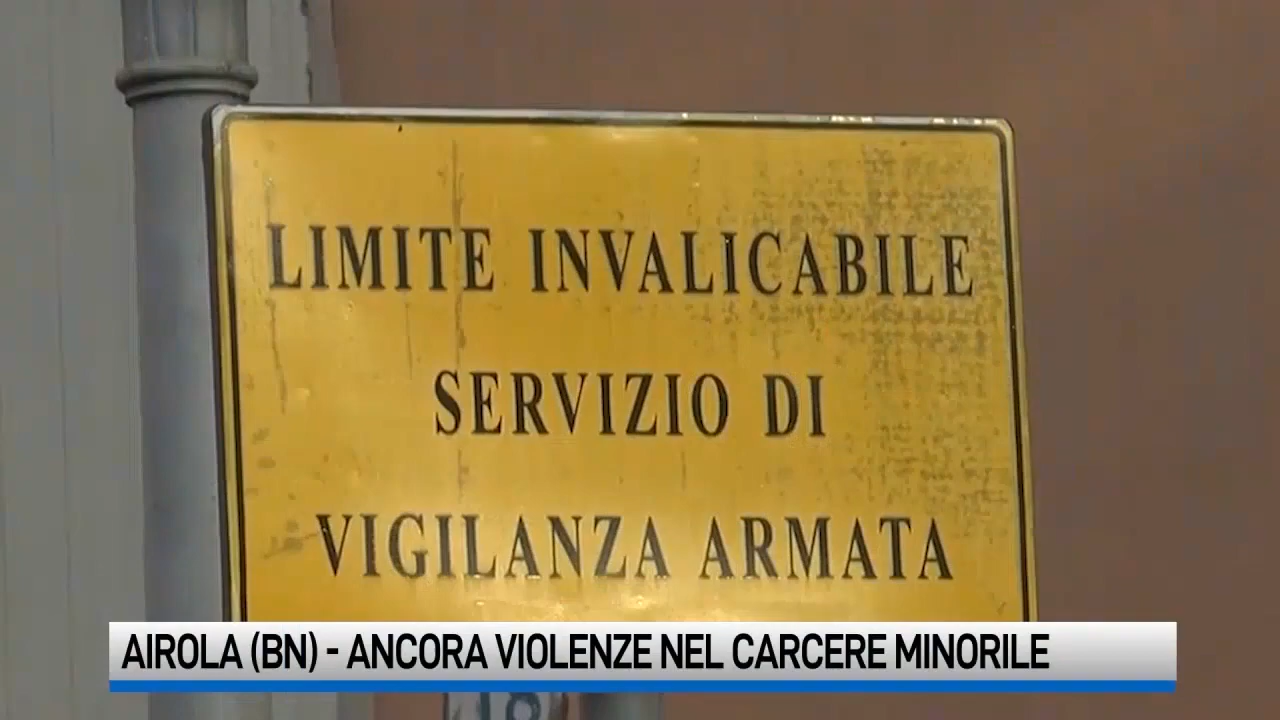 LIMITE INVALICABILE
SERVIZIO DI
VIGILANZA ARMATA
AIROLA (BN) - ANCORA VIOLENZE NEL CARCERE MINORILE